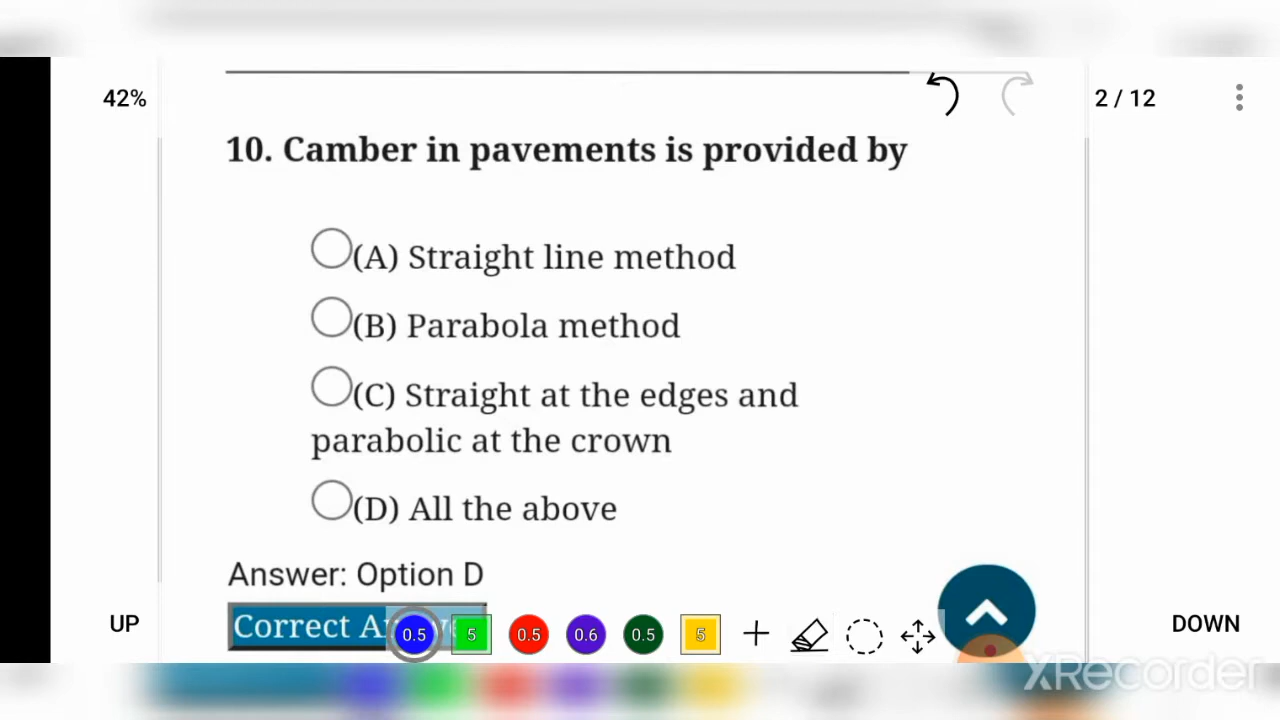 42%
2 / 12
10. Camber in pavements is provided by
(A) Straight line method
(B) Parabola method
(C) Straight at the edges and
parabolic at the crown
(D) All the above
Answer: Option D
UP
Correct
0.5
5
0.5
0.6
0.5
5
DOWN
XRecorder